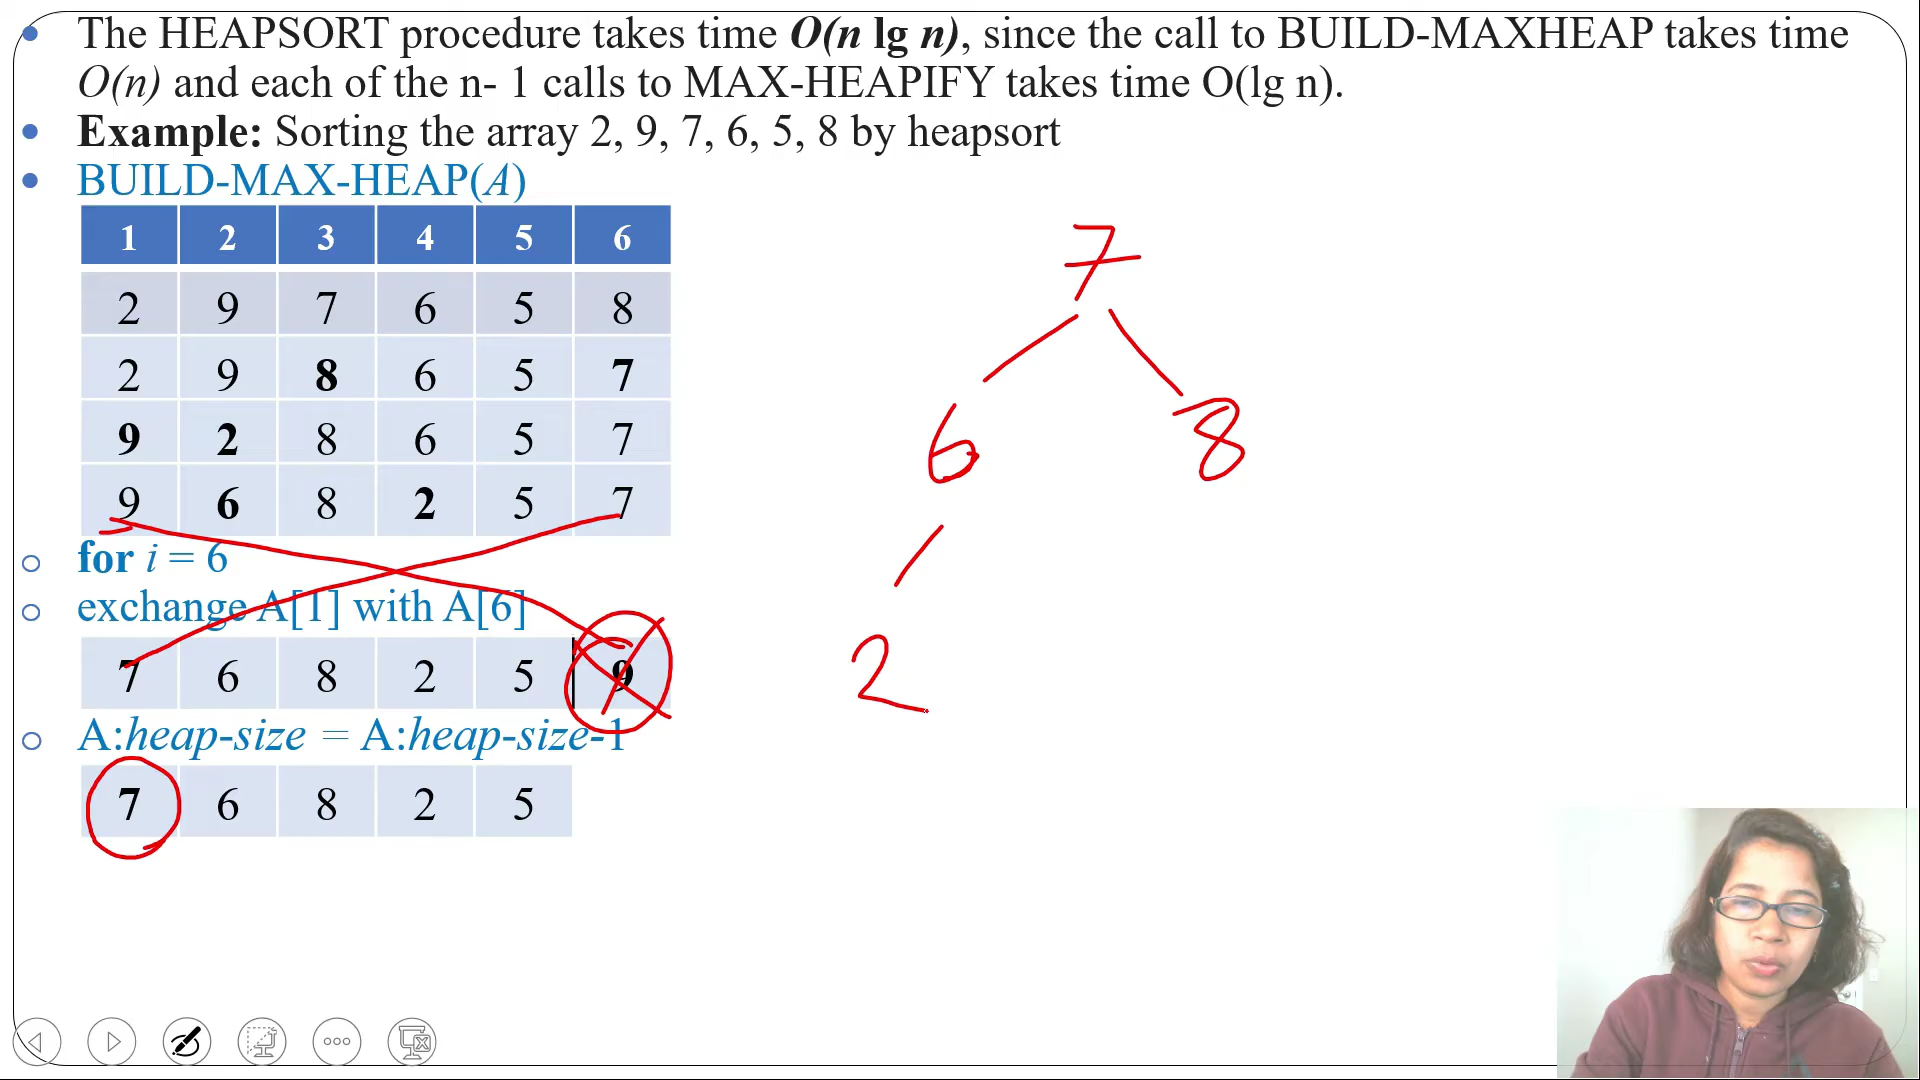 The HEAPSORT procedure takes time O(n lg n), since the call to BUILD-MAXHEAP takes time
O(n) and each of the n- 1 calls to MAX-HEAPIFY takes time O(lg n).
Example: Sorting the array 2, 9, 7, 6, 5, 8 by heapsort
BUILD-MAX-HEAP(A)
1 2 3 4 5 6
2 9 7 6 5 8
2 9 8 6 5 7
9 2 8 6 5 7
9 6 8 2 5 7
for i = 6
exchange A[1] with A[6]
7 6 8 2 5 9
A:heap-size = A:heap-size-1
7 6 8 2 5
7
6 8
2